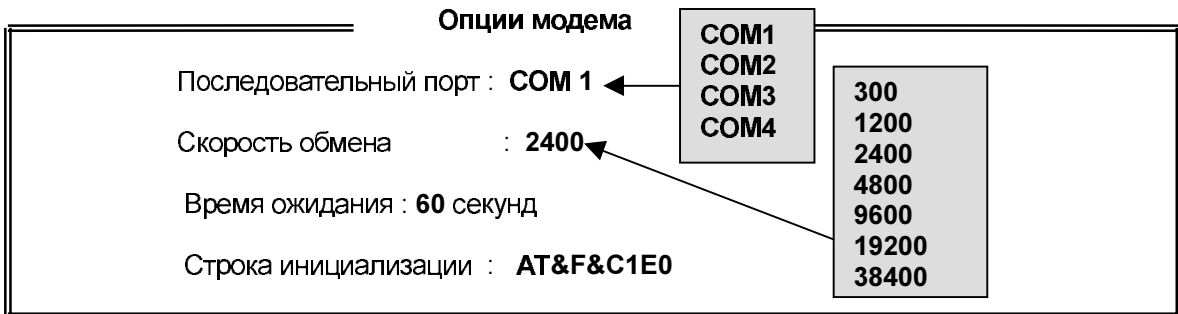 Опции модема
Последовательный порт : COM 1
Скорость обмена : 2400
Время ожидания : 60 секунд
Строка инициализации : AT&F&C1E0
COM1
COM2
COM3
COM4
300
1200
2400
4800
9600
19200
38400